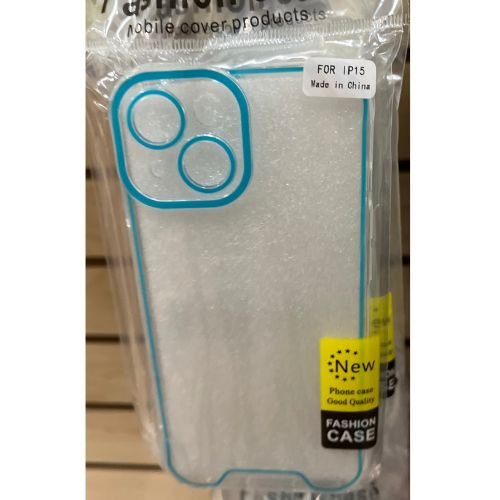 mobile cover products
FOR IP15
Made in China
New
Phone case
Good Quality
FASHION
CASE